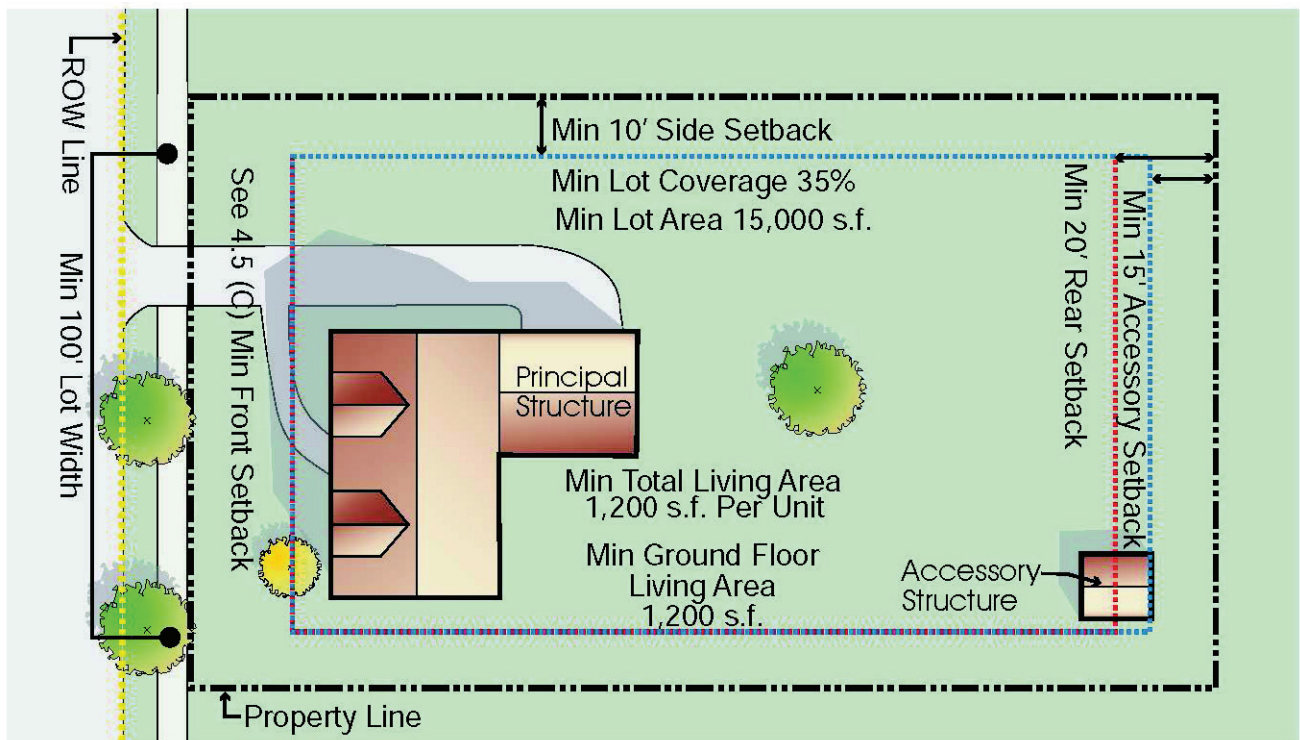 ROW Line
Min 100' Lot Width
See 4.5 (C) Min Front Setback
Min 10' Side Setback
Min Lot Coverage 35%
Min Lot Area 15,000 s.f.
Principal
Structure
Min Total Living Area
1,200 s.f. Per Unit
Min Ground Floor
Living Area
1,200 s.f.
Accessory
Structure
Min 20' Rear Setback
Min 15' Accessory Setback
Property Line